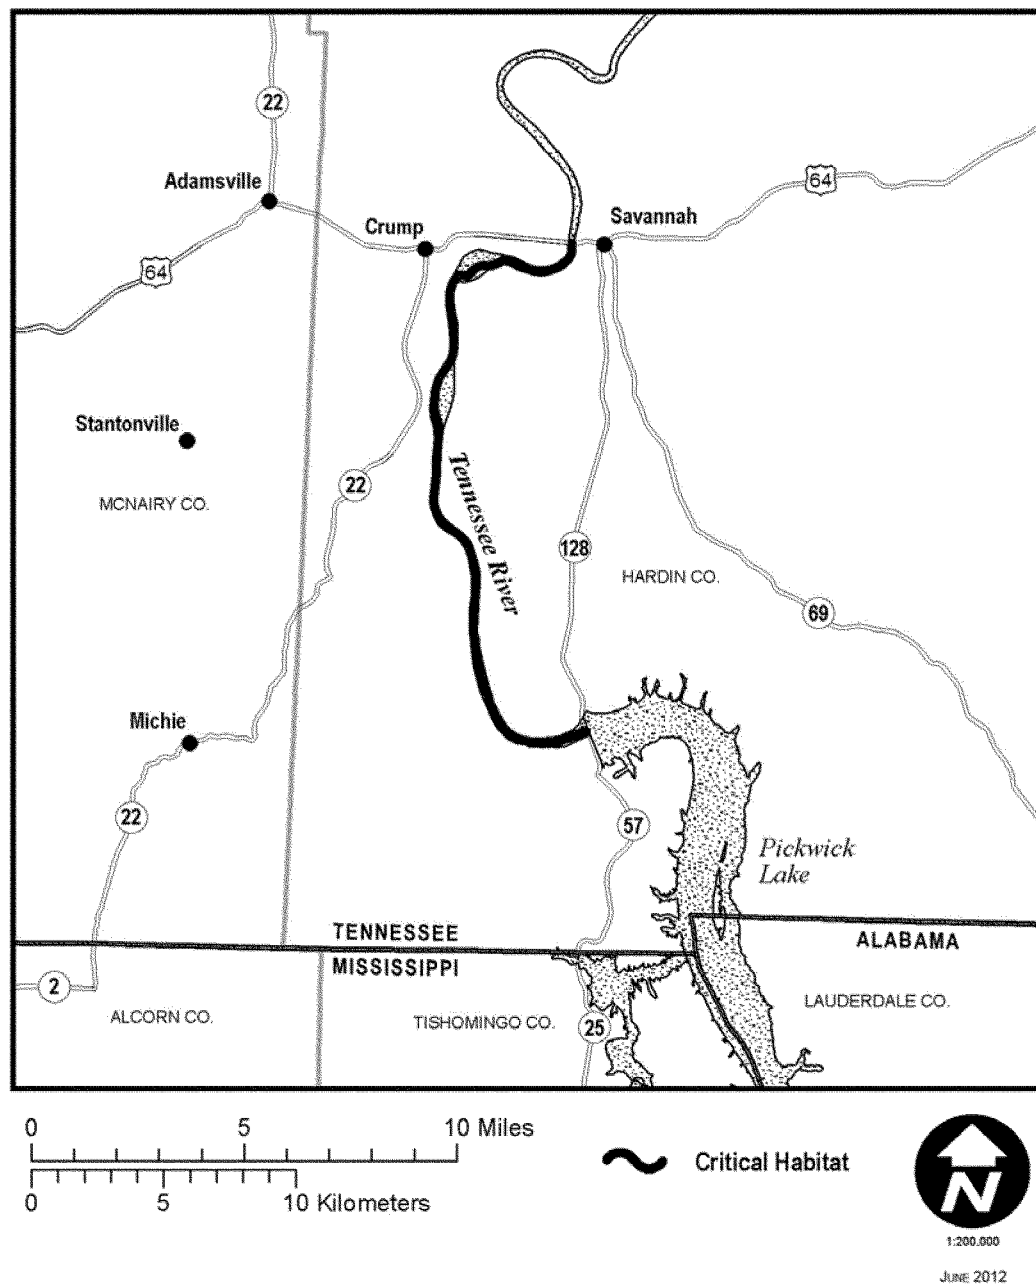 22
Adamsville
64
Savannah
Crump
64
Stantonville
Tennessee River
22
MCNAIRY CO.
128
HARDIN CO.
69
Michie
22
57
Pickwick
Lake
TENNESSEE
ALABAMA
MISSISSIPPI
2
LAUDERDALE CO.
ALCORN CO.
TISHOMINGO CO.
25
0 5 10 Miles
0 5 10 Kilometers
Critical Habitat
N
1:200.000
JUNE 2012